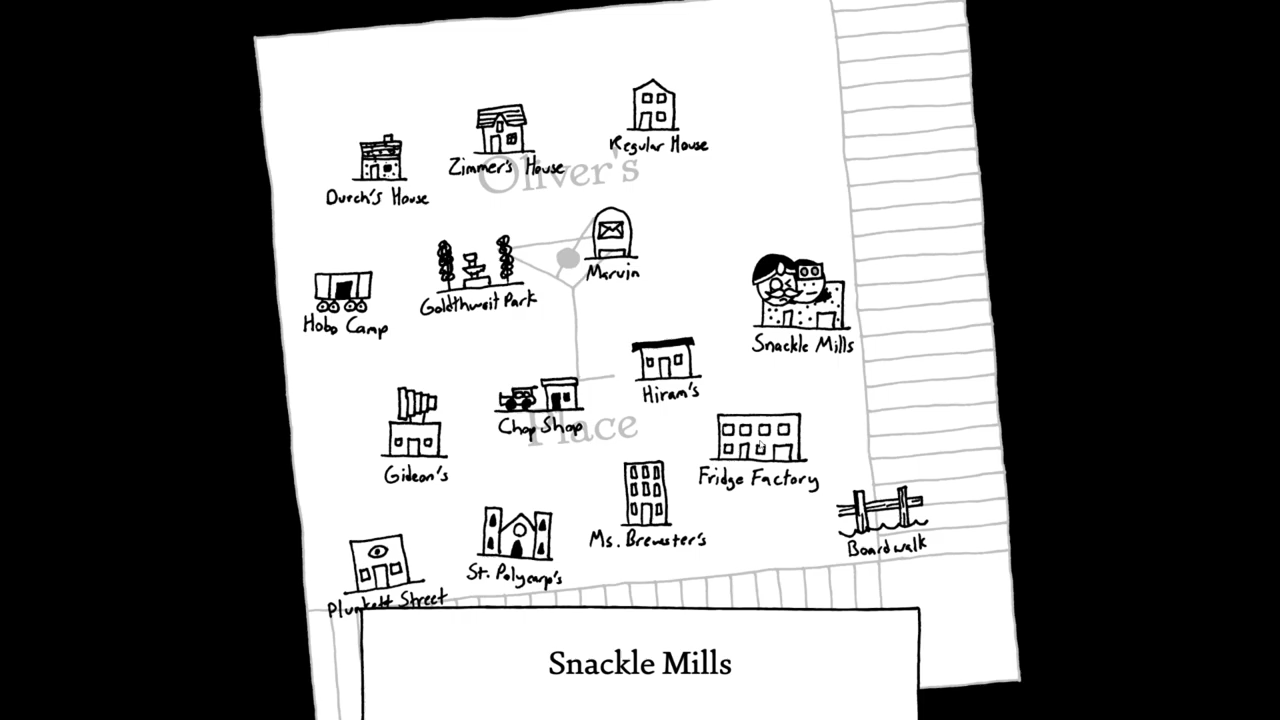 Regular House
Zimmer's House
Oliver's
Durch's House
Marvin
Goldthwait Park
Hobo Camp
Snackle Mills
Hiram's
Chop Shop
Place
Gideon's
Fridge Factory
Ms. Brewster's
Boardwalk
St. Polycarp's
Plunkett Street
Snackle Mills